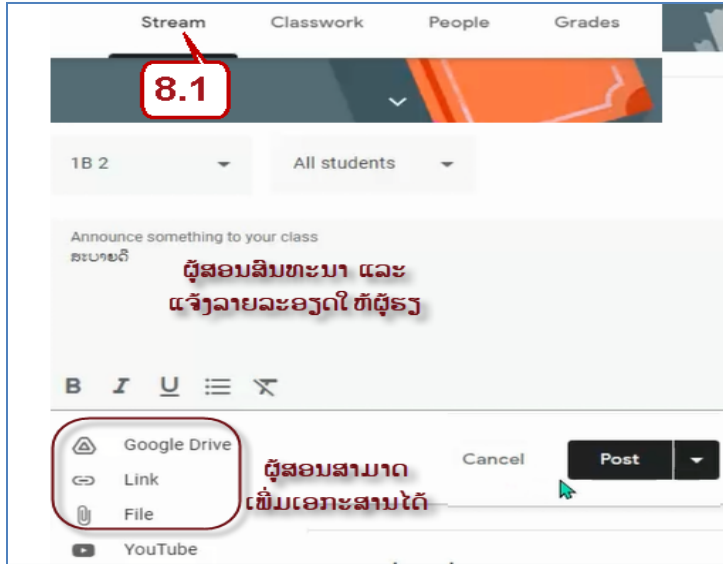 Stream Classwork People Grades
8.1
1B 2 All students
Announce something to your class
ສະບາຍດີ
ຜູ້ສອນສົນທະນາ ແລະ
ແຈ້ງລາຍລະອຽດໃຫ້ຜູ້ຮຽ
B I U
Google Drive
Link
File
YouTube
ຜູ້ສອນສາມາດ
ເພີ່ມເອກະສານໄດ້
Cancel Post